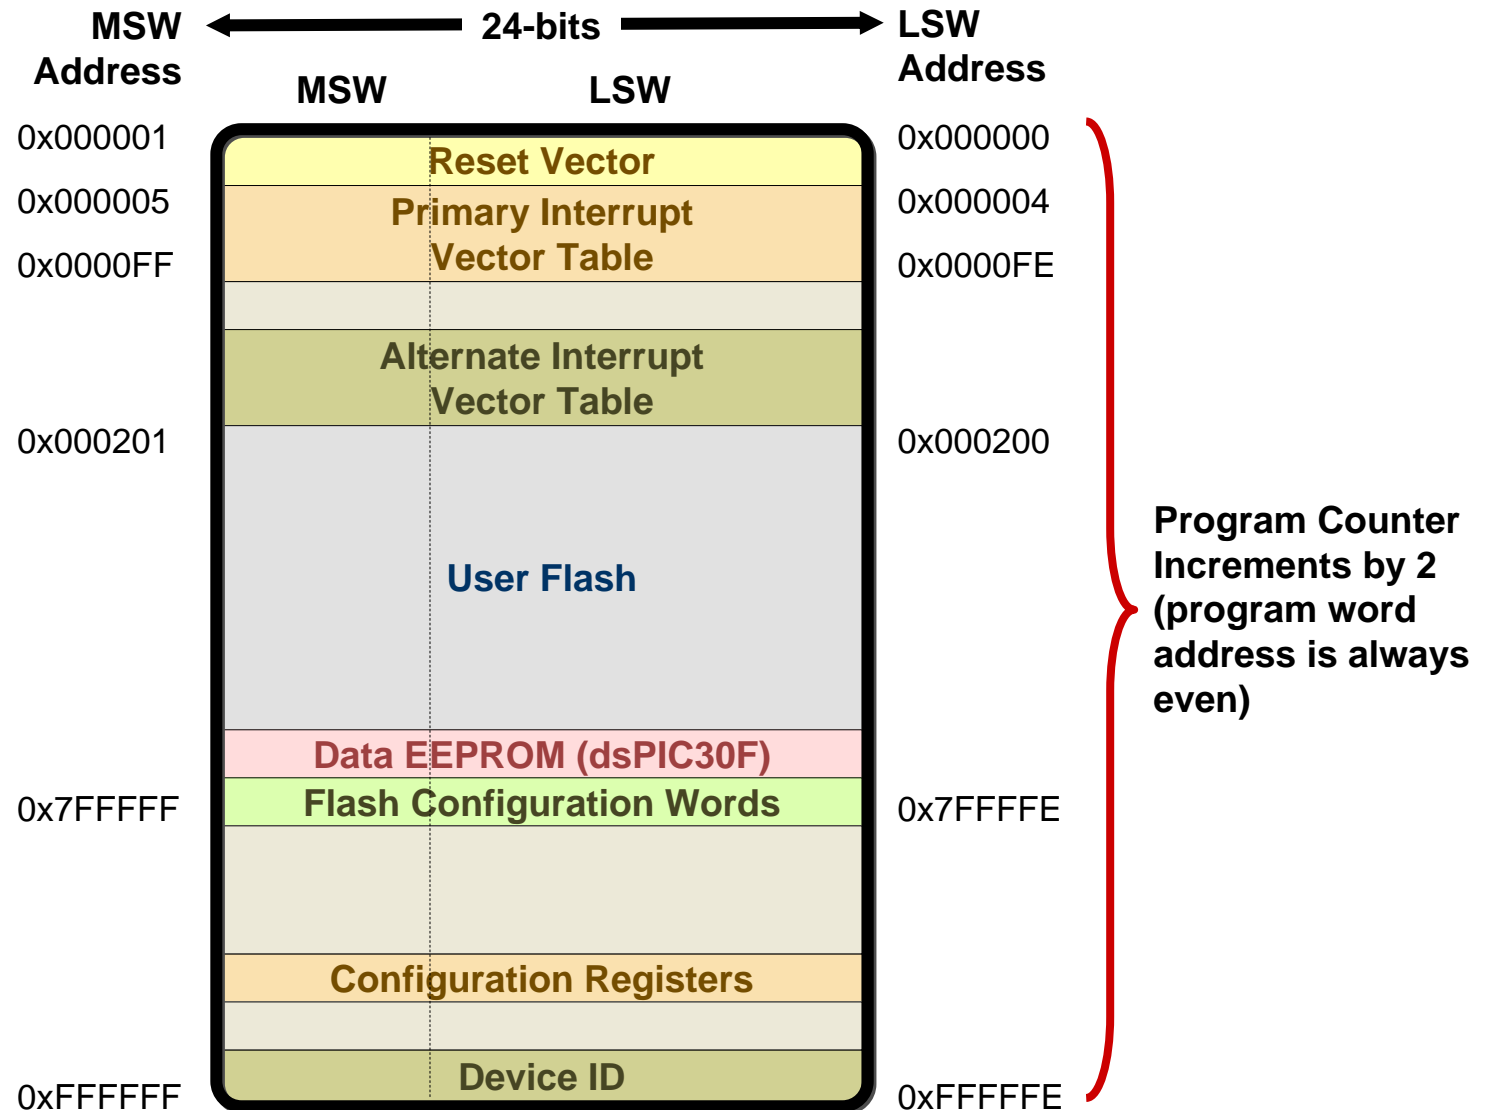 MSW Address
24-bits
LSW Address
MSW
LSW
0x000001
Reset Vector
0x000000
0x000005
Primary Interrupt
0x000004
Vector Table
0x0000FF
0x0000FE
Alternate Interrupt
Vector Table
0x000201
0x000200
User Flash
Program Counter
Increments by 2
(program word
address is always
even)
Data EEPROM (dsPIC30F)
0x7FFFFF
Flash Configuration Words
0x7FFFFE
Configuration Registers
0xFFFFFF
Device ID
0xFFFFFE